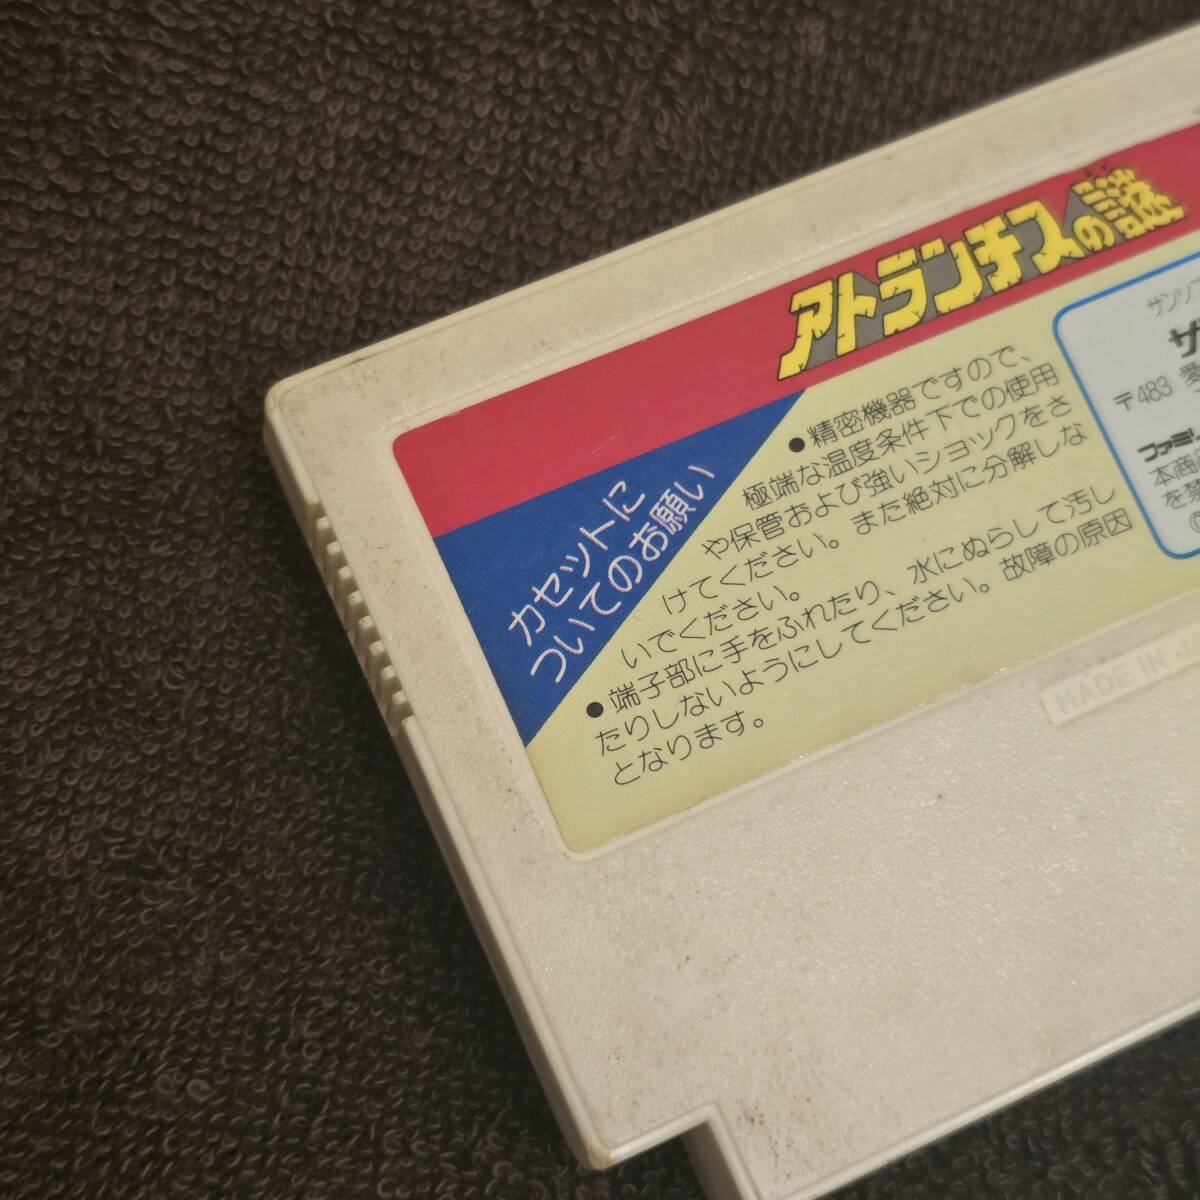 アトランチスの謎
カセットに
ついてのお願い
●精密機器ですので、
極端な温度条件下での使用
や保管および強いショックをさ
けてください。また絶対に分解しな
いでください。
●端子部に手をふれたり、水にぬらして汚し
たりしないようにしてください。故障の原因
となります。
サンソフ
サ
〒483 愛
ファミ
本商品
を禁
MADE IN J